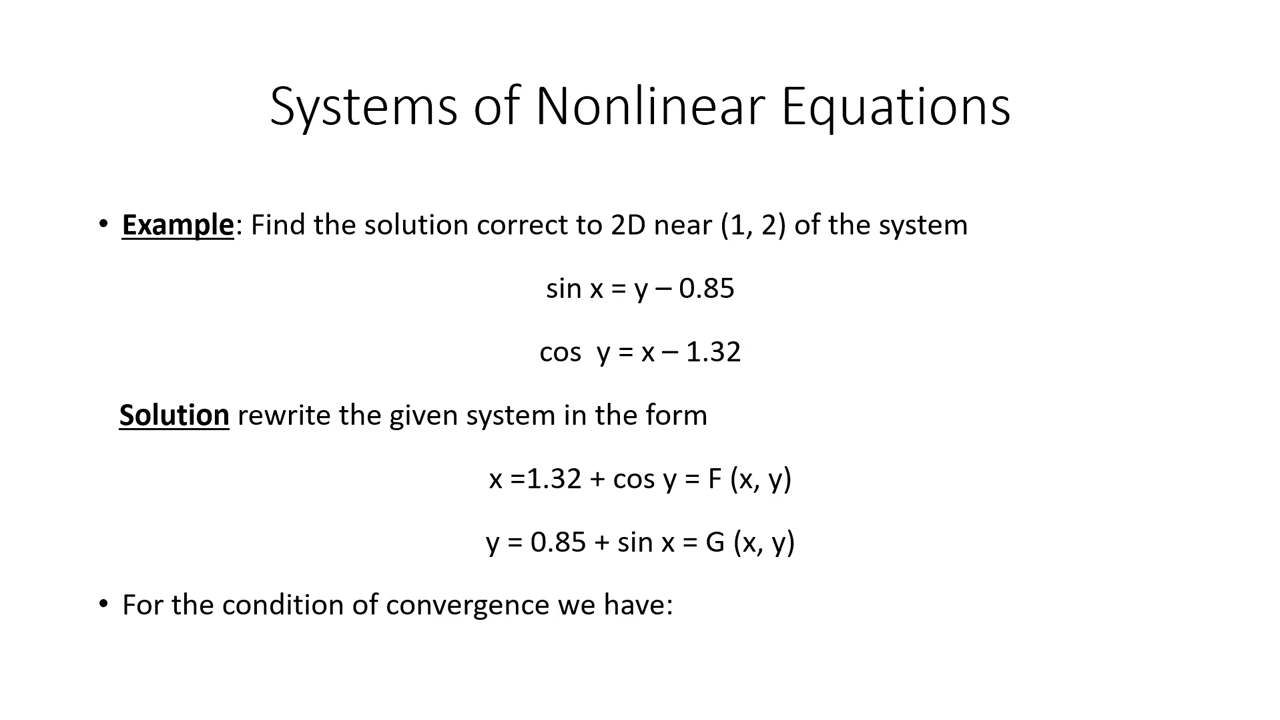 Systems of Nonlinear Equations
• Example: Find the solution correct to 2D near (1, 2) of the system
sin x = y – 0.85
cos  y = x – 1.32
Solution rewrite the given system in the form
x =1.32 + cos y = F (x, y)
y = 0.85 + sin x = G (x, y)
• For the condition of convergence we have: